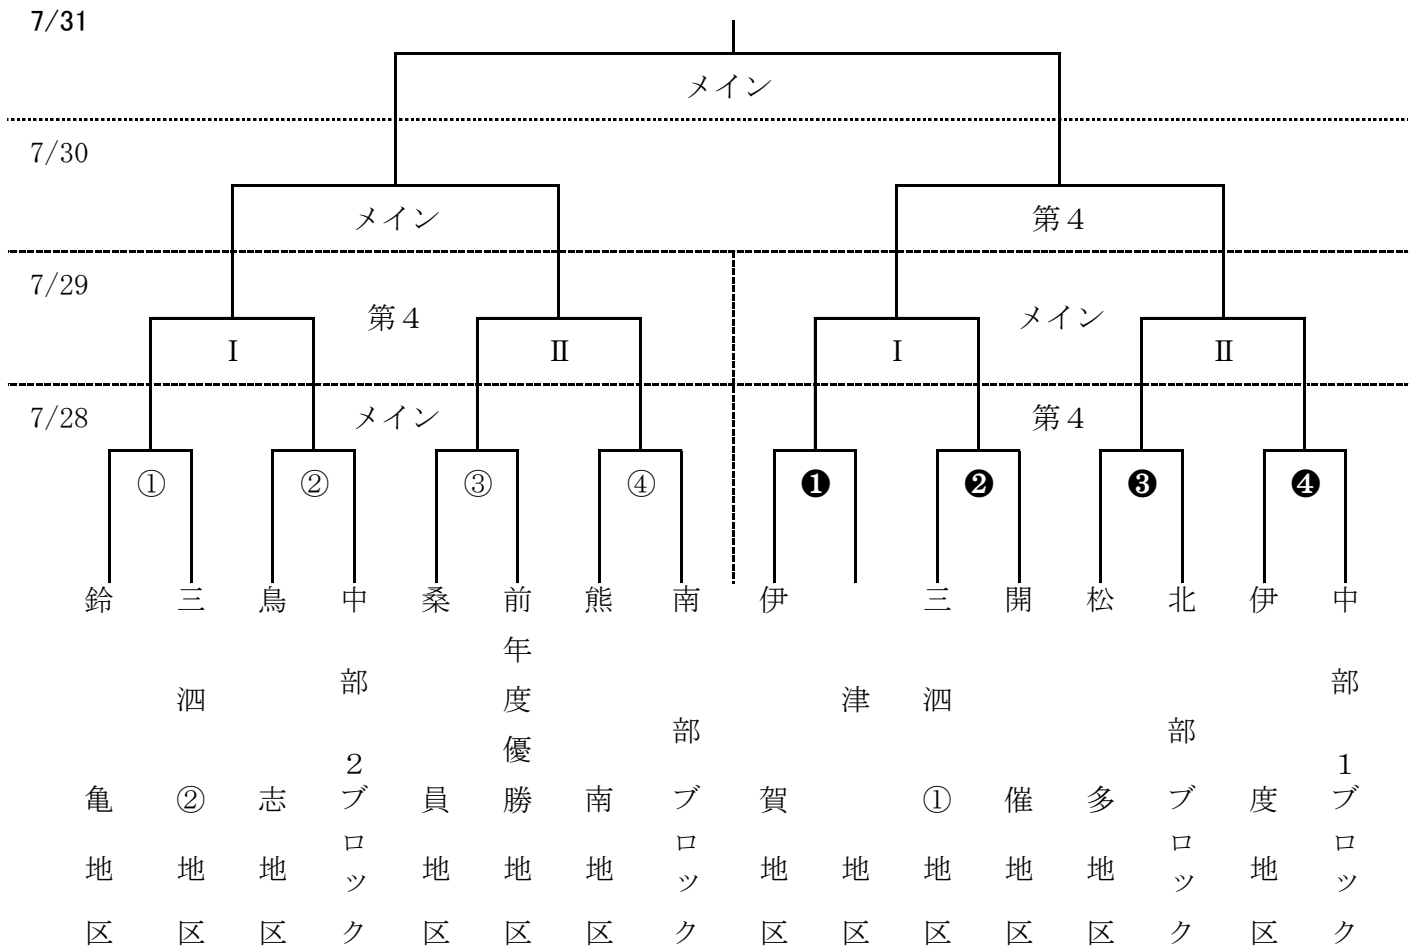 7/31
メイン
7/30
メイン
第４
7/29
第４
メイン
Ⅰ
Ⅱ
Ⅰ
Ⅱ
7/28
メイン
第４
①
②
③
④
❶
❷
❸
❹
鈴亀地区
三泗②地区
鳥志地区
中部２ブロック
桑員地区
前年度優勝地区
熊南地区
南部ブロック
伊賀地区
津地区
三泗①地区
開催地区
松多地区
北部ブロック
伊度地区
中部１ブロック